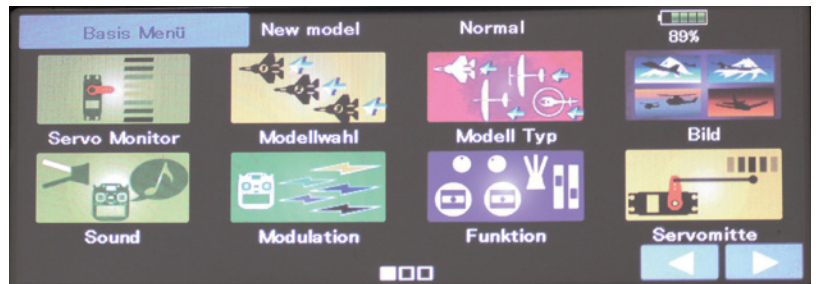 Basis Menü New model Normal 89%
Servo Monitor Modellwahl Modell Typ Bild
Sound Modulation Funktion Servomitte